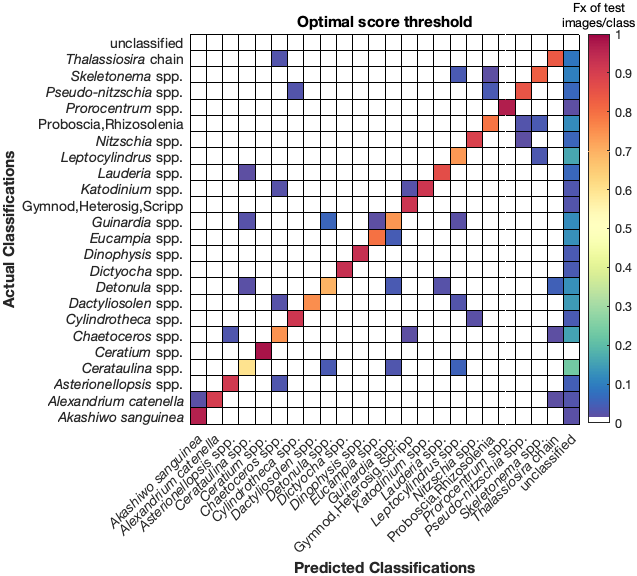 Optimal score threshold
Fx of test
images/class
Actual Classifications
unclassified
Thalassiosira chain
Skeletonema spp.
Pseudo-nitzschia spp.
Prorocentrum spp.
Proboscia,Rhizosolenia
Nitzschia spp.
Leptocylindrus spp.
Lauderia spp.
Katodinium spp.
Gymnod,Heterosig,Scripp
Guinardia spp.
Eucampia spp.
Dinophysis spp.
Dictyocha spp.
Detonula spp.
Dactyliosolen spp.
Cylindrotheca spp.
Chaetoceros spp.
Ceratium spp.
Cerataulina spp.
Asterionellopsis spp.
Alexandrium catenella
Akashiwo sanguinea
1
0.9
0.8
0.7
0.6
0.5
0.4
0.3
0.2
0.1
0
Akashiwo sanguinea
Alexandrium catenella
Asterionellopsis spp.
Cerataulina spp.
Ceratium spp.
Chaetoceros spp.
Cylindrotheca spp.
Dactyliosolen spp.
Detonula spp.
Dictyocha spp.
Dinophysis spp.
Eucampia spp.
Guinardia spp.
Gymnod,Heterosig,Scripp
Katodinium spp.
Lauderia spp.
Leptocylindrus spp.
Nitzschia spp.
Proboscia,Rhizosolenia
Prorocentrum spp.
Pseudo-nitzschia spp.
Skeletonema spp.
Thalassiosira chain
unclassified
Predicted Classifications